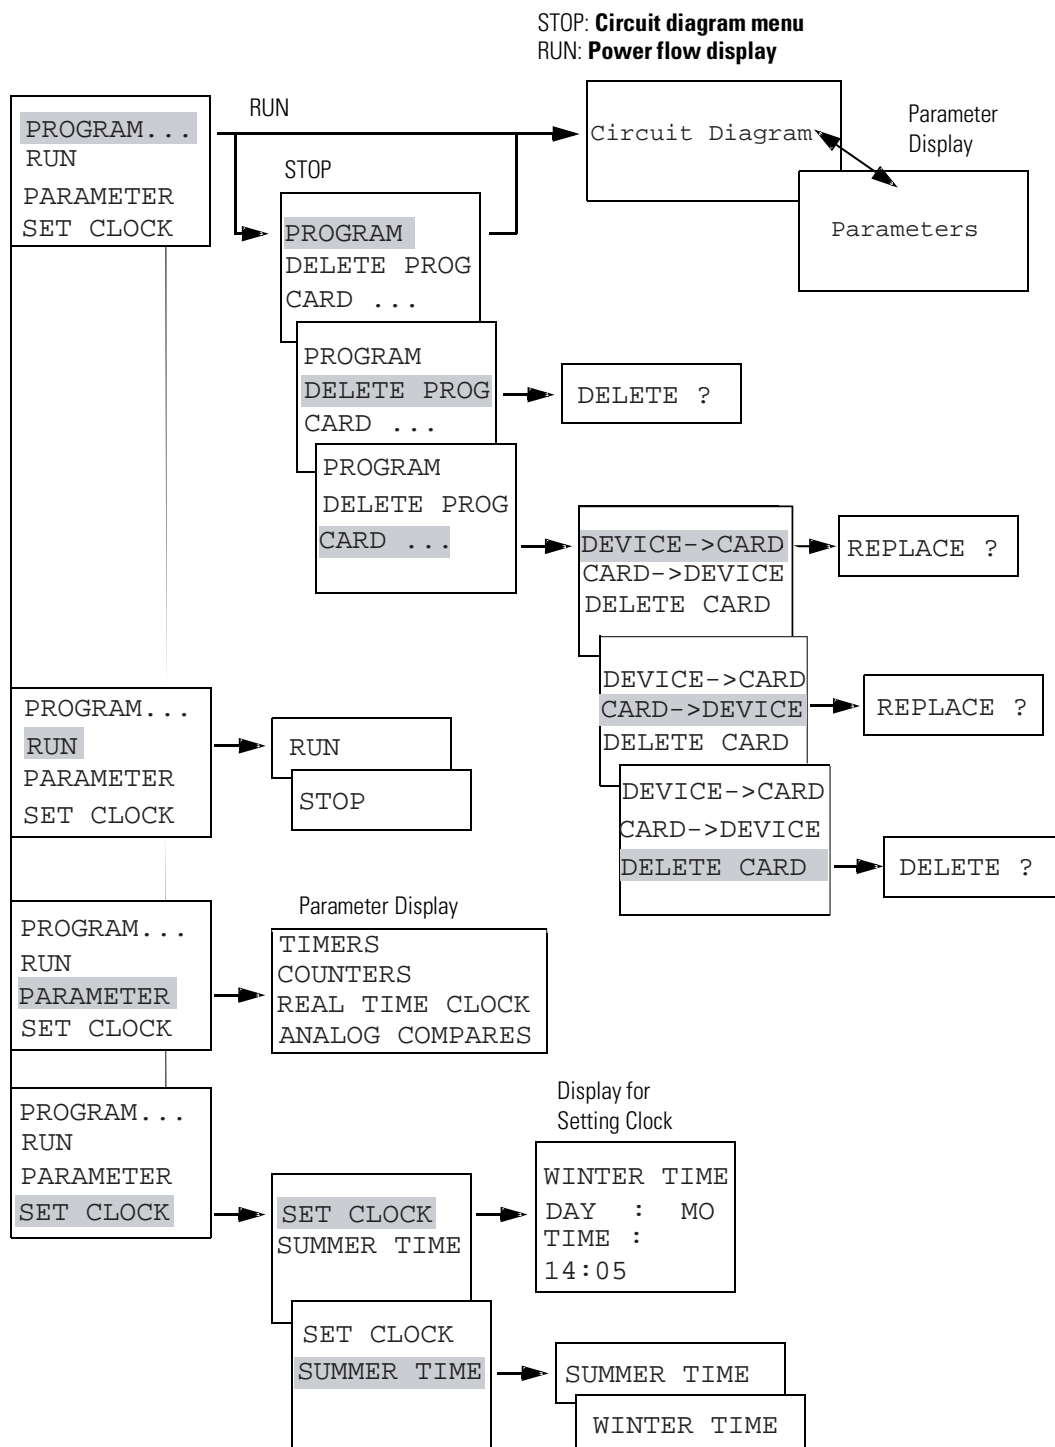 STOP: Circuit diagram menu
RUN: Power flow display
PROGRAM...
RUN
PARAMETER
SET CLOCK
RUN
STOP
PROGRAM
DELETE PROG
CARD ...
Circuit Diagram
Parameter
Display
Parameters
PROGRAM
DELETE PROG
CARD ...
DELETE ?
PROGRAM
DELETE PROG
CARD ...
DEVICE->CARD
CARD->DEVICE
DELETE CARD
REPLACE ?
DEVICE->CARD
CARD->DEVICE
DELETE CARD
REPLACE ?
DEVICE->CARD
CARD->DEVICE
DELETE CARD
DELETE ?
PROGRAM...
RUN
PARAMETER
SET CLOCK
RUN
STOP
PROGRAM...
RUN
PARAMETER
SET CLOCK
Parameter Display
TIMERS
COUNTERS
REAL TIME CLOCK
ANALOG COMPARES
PROGRAM...
RUN
PARAMETER
SET CLOCK
SET CLOCK
SUMMER TIME
Display for
Setting Clock
WINTER TIME
DAY : MO
TIME :
14:05
SET CLOCK
SUMMER TIME
SUMMER TIME
WINTER TIME